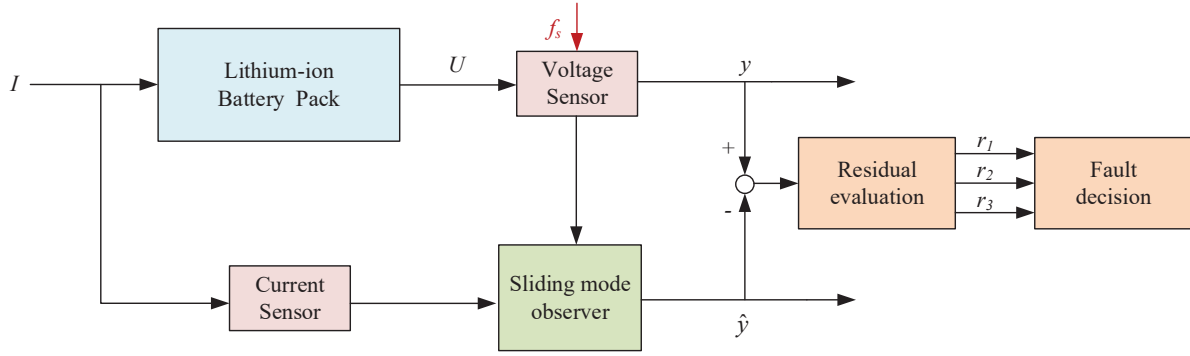 f_s
I
Lithium-ion
Battery Pack
U
Voltage
Sensor
y
+
-
Residual
evaluation
r_1
r_2
r_3
Fault
decision
Current
Sensor
Sliding mode
observer
ŷ